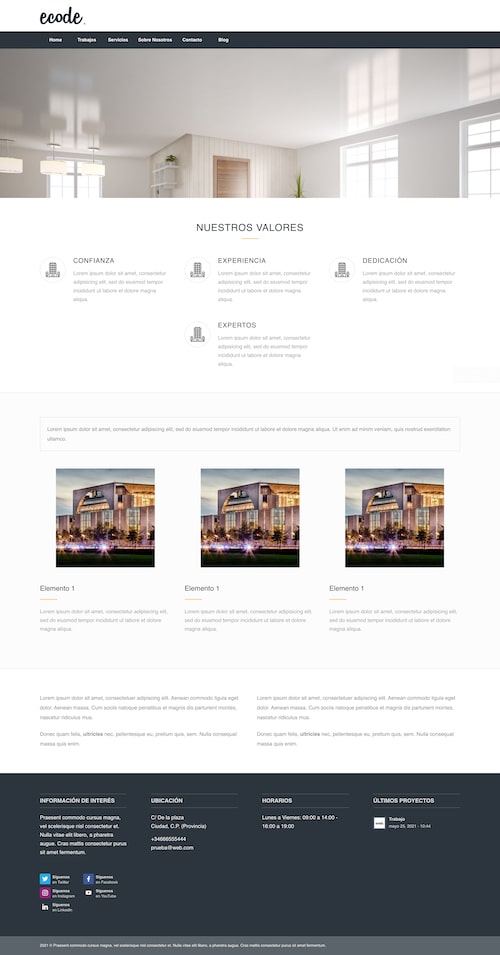 ecode.
Home Trabajos Servicios Sobre Nosotros Contacto Blog
NUESTROS VALORES
CONFIANZA
Lorem ipsum dolor sit amet, consectetur
adipisicing elit, sed do eiusmod tempor
incididunt ut labore et dolore magna
aliqua.
EXPERIENCIA
Lorem ipsum dolor sit amet, consectetur
adipisicing elit, sed do eiusmod tempor
incididunt ut labore et dolore magna
aliqua.
DEDICACIÓN
Lorem ipsum dolor sit amet, consectetur
adipisicing elit, sed do eiusmod tempor
incididunt ut labore et dolore magna
aliqua.
EXPERTOS
Lorem ipsum dolor sit amet, consectetur
adipisicing elit, sed do eiusmod tempor
incididunt ut labore et dolore magna
aliqua.
Lorem ipsum dolor sit amet, consectetur adipisicing elit, sed do eiusmod tempor incididunt ut labore et dolore magna aliqua. Ut enim ad minim veniam, quis nostrud exercitation
ullamco.
Elemento 1
Lorem ipsum dolor sit amet, consectetur adipisicing elit,
sed do eiusmod tempor incididunt ut labore et dolore
magna aliqua.
Elemento 1
Lorem ipsum dolor sit amet, consectetur adipisicing elit,
sed do eiusmod tempor incididunt ut labore et dolore
magna aliqua.
Elemento 1
Lorem ipsum dolor sit amet, consectetur adipisicing elit,
sed do eiusmod tempor incididunt ut labore et dolore
magna aliqua.
Lorem ipsum dolor sit amet, consectetuer adipiscing elit. Aenean commodo ligula eget
dolor. Aenean massa. Cum sociis natoque penatibus et magnis dis parturient montes,
nascetur ridiculus mus.
Donec quam felis, ultricies nec, pellentesque eu, pretium quis, sem. Nulla consequat
massa quis enim.
Lorem ipsum dolor sit amet, consectetuer adipiscing elit. Aenean commodo ligula eget
dolor. Aenean massa. Cum sociis natoque penatibus et magnis dis parturient montes,
nascetur ridiculus mus.
Donec quam felis, ultricies nec, pellentesque eu, pretium quis, sem. Nulla consequat
massa quis enim.
INFORMACIÓN DE INTERÉS
Praesent commodo cursus magna,
vel scelerisque nisl consectetur et.
Nulla vitae elit libero, a pharetra
augue. Cras mattis consectetur purus
sit amet fermentum.
Síguenos
en Twitter
Síguenos
en Facebook
Síguenos
en Instagram
Síguenos
en YouTube
Síguenos
en LinkedIn
UBICACIÓN
C/ De la plaza
Ciudad, C.P. (Provincia)
+34666555444
prueba@web.com
HORARIOS
Lunes a Viernes: 09:00 a 14:00 -
16:00 a 19:00
ÚLTIMOS PROYECTOS
Trabajo
mayo 25, 2021 - 10:44
2021 © Praesent commodo cursus magna, vel scelerisque nisl consectetur et. Nulla vitae elit libero, a pharetra augue. Cras mattis consectetur purus sit amet fermentum.